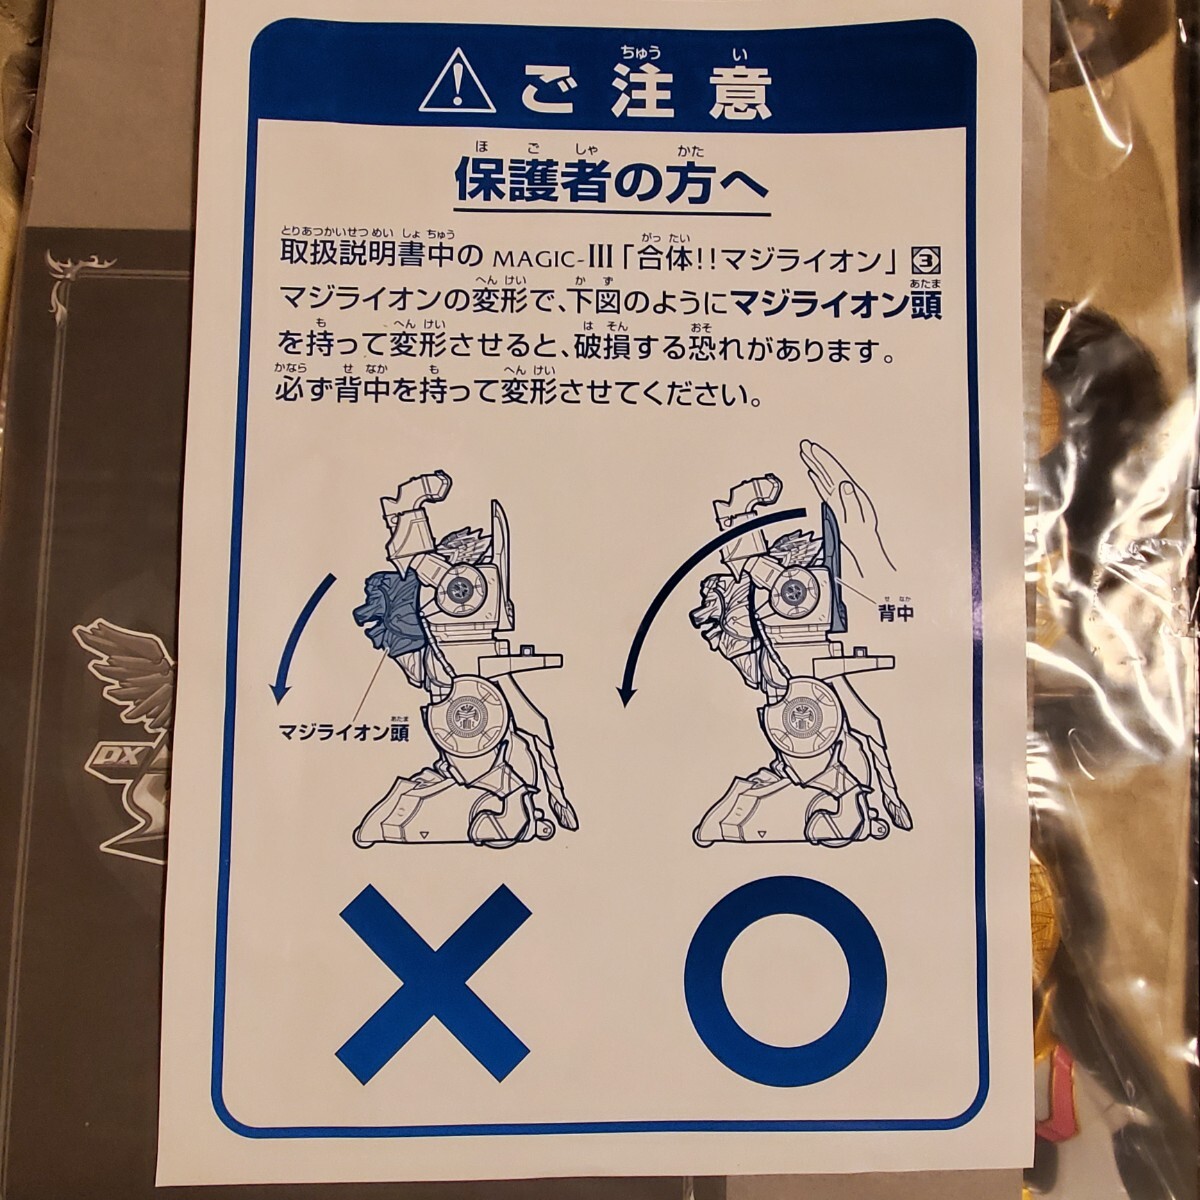 ご注意
保護者の方へ
取扱説明書中の MAGIC-III「合体!!マジライオン」3
マジライオンの変形で、下図のようにマジライオン頭
を持って変形させると、破損する恐れがあります。
必ず背中を持って変形させてください。
背中
マジライオン頭
DX